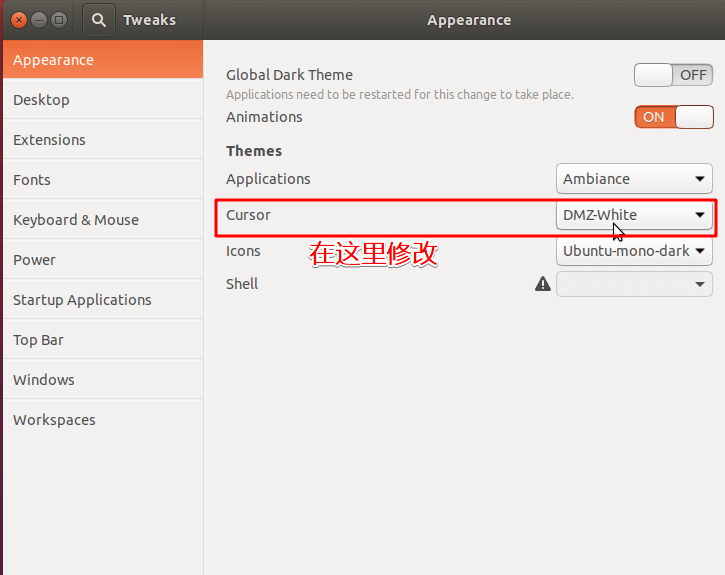 Tweaks
Appearance
Appearance
Desktop
Extensions
Fonts
Keyboard & Mouse
Power
Startup Applications
Top Bar
Windows
Workspaces
Global Dark Theme OFF
Applications need to be restarted for this change to take place.
Animations ON
Themes
Applications Ambiance
Cursor DMZ-White
Icons Ubuntu-mono-dark
在这里修改
Shell